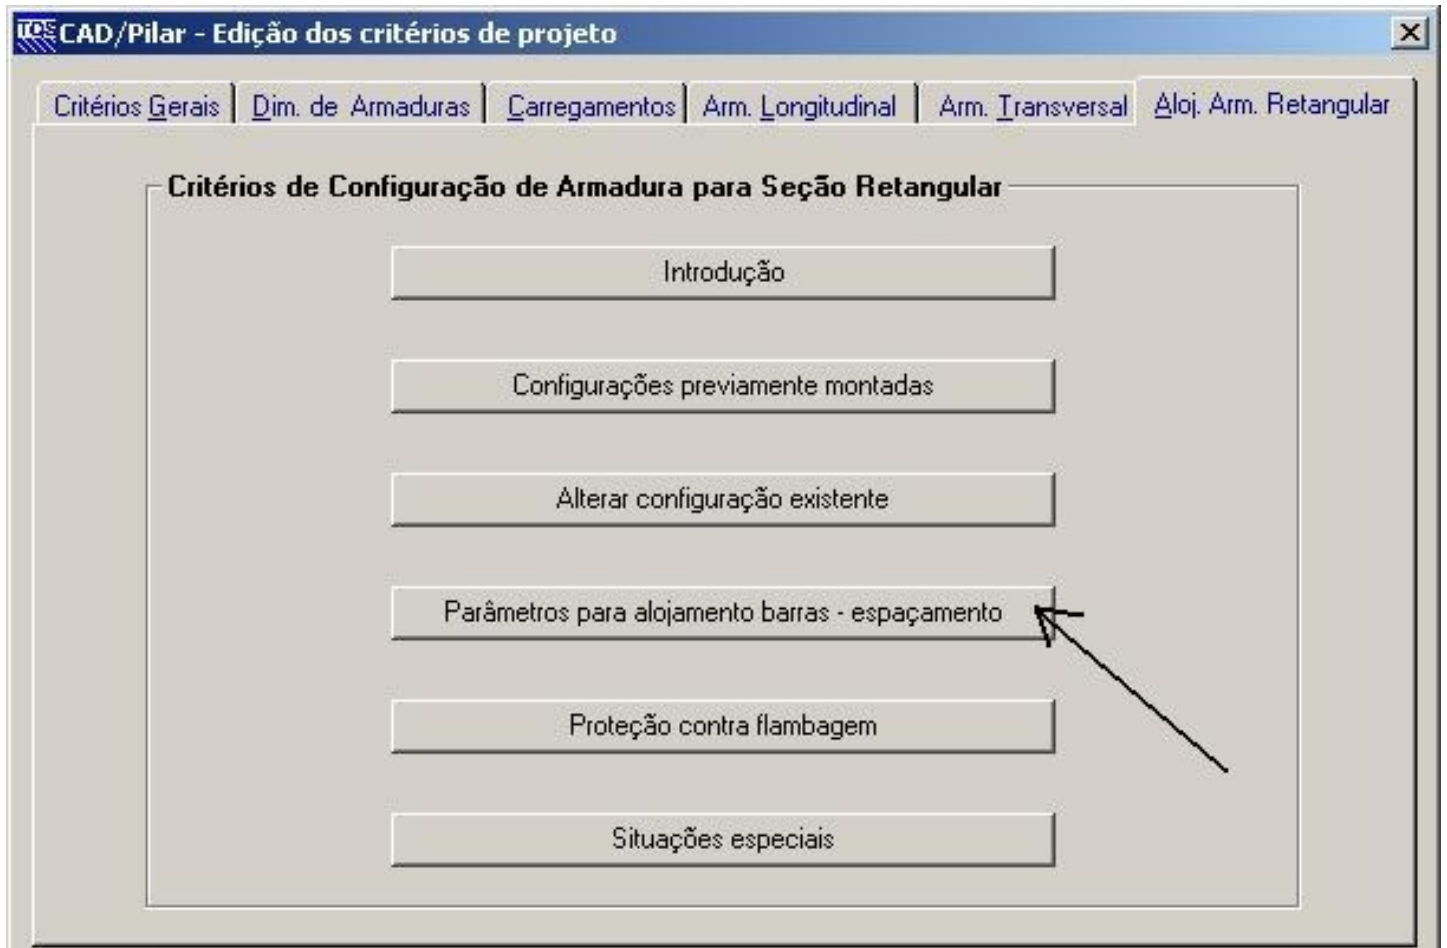 TQS CAD/Pilar - Edição dos critérios de projeto
Critérios Gerais Dim. de Armaduras Carregamentos Arm. Longitudinal Arm. Transversal Aloj. Arm. Retangular
Critérios de Configuração de Armadura para Seção Retangular
Introdução
Configurações previamente montadas
Alterar configuração existente
Parâmetros para alojamento barras - espaçamento
Proteção contra flambagem
Situações especiais